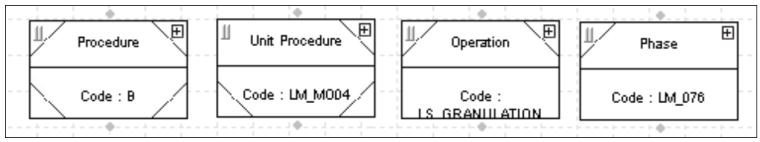 Procedure
Code : B
Unit Procedure
Code : LM_MO04
Operation
Code :
LS_GRANULATION
Phase
Code : LM_076